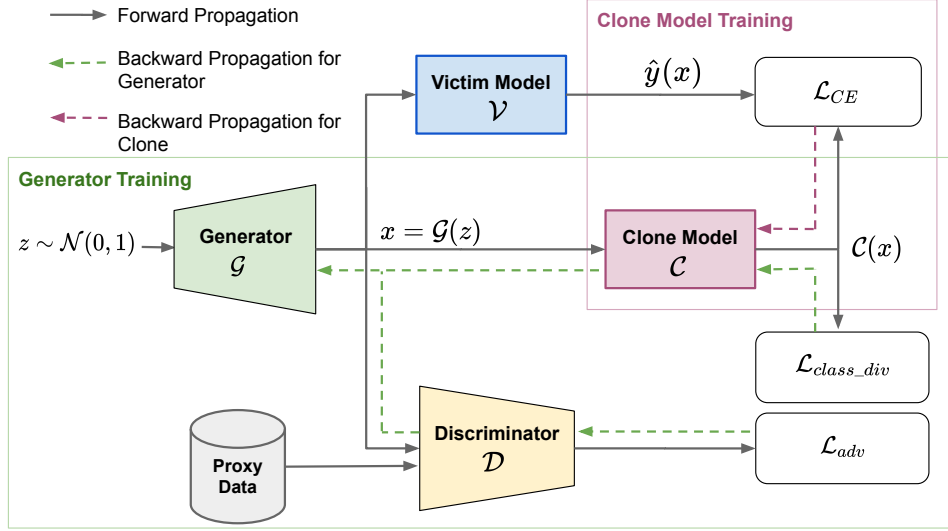 Forward Propagation
Backward Propagation for
Generator
Backward Propagation for
Clone
Clone Model Training
Victim Model
𝒱
ŷ(x)
ℒ_CE
Generator Training
z ∼ 𝒩(0, 1)
Generator
𝒢
x = 𝒢(z)
Clone Model
𝒞
𝒞(x)
ℒ_class_div
Proxy
Data
Discriminator
𝒟
ℒ_adv